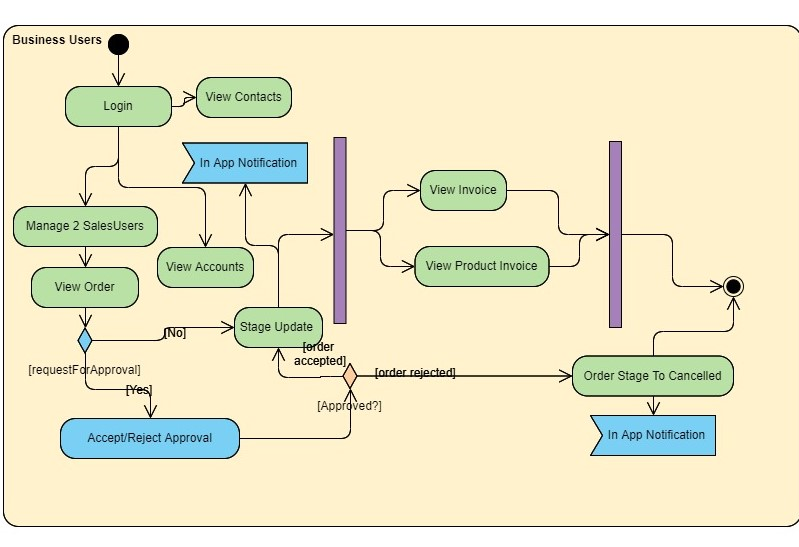 Business Users
Login
View Contacts
In App Notification
View Invoice
Manage 2 SalesUsers
View Accounts
View Product Invoice
View Order
Stage Update
[No]
[order
accepted]
[requestForApproval]
[order rejected]
Order Stage To Cancelled
[Yes]
[Approved?]
Accept/Reject Approval
In App Notification